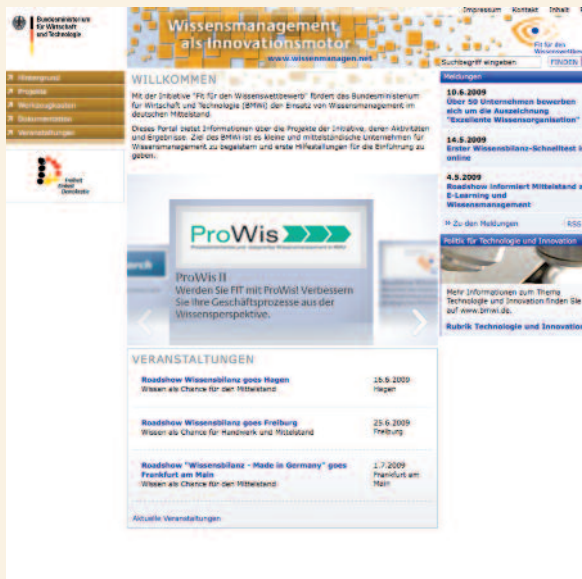 Bundesministerium
für Wirtschaft
und Technologie
Wissensmanagement
als Innovationsmotor
www.wissenmanagen.net
Impressum Kontakt Inhalt
Fit für den
Wissenswettbewerb
Suchbegriff eingeben FINDEN
Hintergrund
Projekte
Werkzeugkasten
Dokumentation
Veranstaltungen
Einheit
Demokratie
WILLKOMMEN
Mit der Initiative "Fit für den Wissenswettbewerb" fördert das Bundesministerium
für Wirtschaft und Technologie (BMWi) den Einsatz von Wissensmanagement im
deutschen Mittelstand.
Dieses Portal bietet Informationen über die Projekte der Initiative, deren Aktivitäten
und Ergebnisse. Ziel des BMWi ist es kleine und mittelständische Unternehmen für
Wissensmanagement zu begeistern und erste Hilfestellungen für die Einführung zu
geben.
ProWis
ProWis II
Werden Sie FIT mit ProWis! Verbessern
Sie Ihre Geschäftsprozesse aus der
Wissensperspektive.
VERANSTALTUNGEN
Roadshow Wissensbilanz goes Hagen 16.6.2009
Wissen als Chance für den Mittelstand Hagen
Roadshow Wissensbilanz goes Freiburg 25.6.2009
Wissen als Chance für Handwerk und Mittelstand Freiburg
Roadshow "Wissensbilanz - Made in Germany" goes 1.7.2009
Frankfurt am Main Frankfurt am
Wissen als Chance für den Mittelstand Main
Aktuelle Veranstaltungen
Meldungen
10.6.2009
Über 50 Unternehmen bewerben
sich um die Auszeichnung
"Exzellente Wissensorganisation"
14.5.2009
Erster Wissensbilanz-Schnelltest
online
4.5.2009
Roadshow informiert Mittelstand
E-Learning und
Wissensmanagement
Zu den Meldungen RSS
Politik für Technologie und Innovation
Mehr Informationen zum Thema
Technologie und Innovation finden Sie
auf www.bmwi.de.
Rubrik Technologie und Innovation